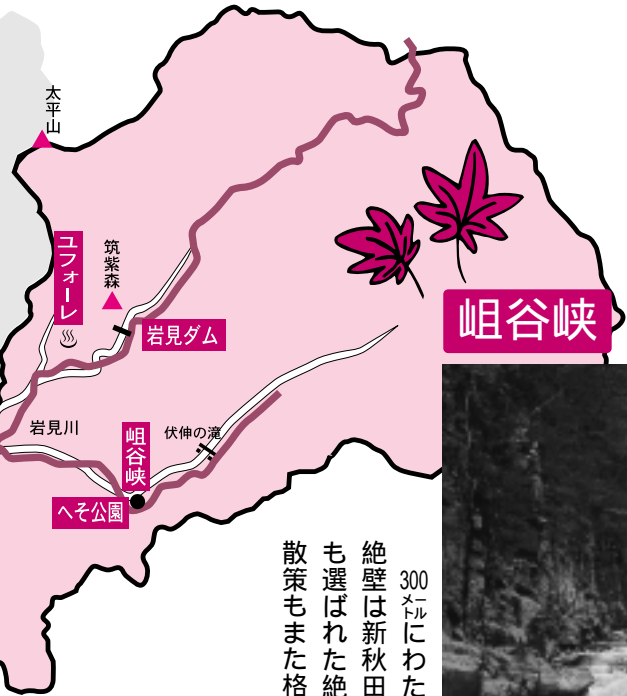 太平山
筑紫森
ユフォーレ
岩見ダム
岨谷峡
岩見川
岨谷峡
伏伸の滝
へそ公園
300メートルにわた
絶壁は新秋田
も選ばれた絶
散策もまた格